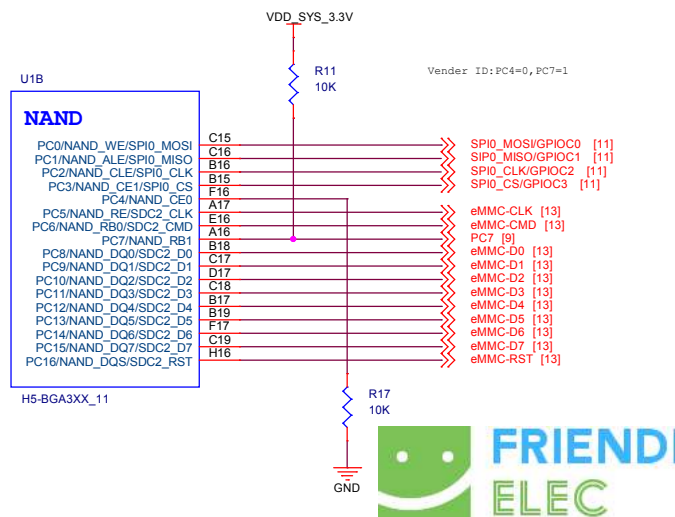 VDD_SYS_3.3V
R11
10K
Vender ID:PC4=0,PC7=1
U1B
NAND
PC0/NAND_WE/SPI0_MOSI C15 SPI0_MOSI/GPIOC0 [11]
PC1/NAND_ALE/SPI0_MISO C16 SIP0_MISO/GPIOC1 [11]
PC2/NAND_CLE/SPI0_CLK B16 SPI0_CLK/GPIOC2 [11]
PC3/NAND_CE1/SPI0_CS B15 SPI0_CS/GPIOC3 [11]
PC4/NAND_CE0 F16
PC5/NAND_RE/SDC2_CLK A17 eMMC-CLK [13]
PC6/NAND_RB0/SDC2_CMD E16 eMMC-CMD [13]
PC7/NAND_RB1 A16 PC7 [9]
PC8/NAND_DQ0/SDC2_D0 B18 eMMC-D0 [13]
PC9/NAND_DQ1/SDC2_D1 C17 eMMC-D1 [13]
PC10/NAND_DQ2/SDC2_D2 D17 eMMC-D2 [13]
PC11/NAND_DQ3/SDC2_D3 C18 eMMC-D3 [13]
PC12/NAND_DQ4/SDC2_D4 B17 eMMC-D4 [13]
PC13/NAND_DQ5/SDC2_D5 B19 eMMC-D5 [13]
PC14/NAND_DQ6/SDC2_D6 F17 eMMC-D6 [13]
PC15/NAND_DQ7/SDC2_D7 C19 eMMC-D7 [13]
PC16/NAND_DQS/SDC2_RST H16 eMMC-RST [13]
H5-BGA3XX_11
R17
10K
GND
FRIENDL
ELEC